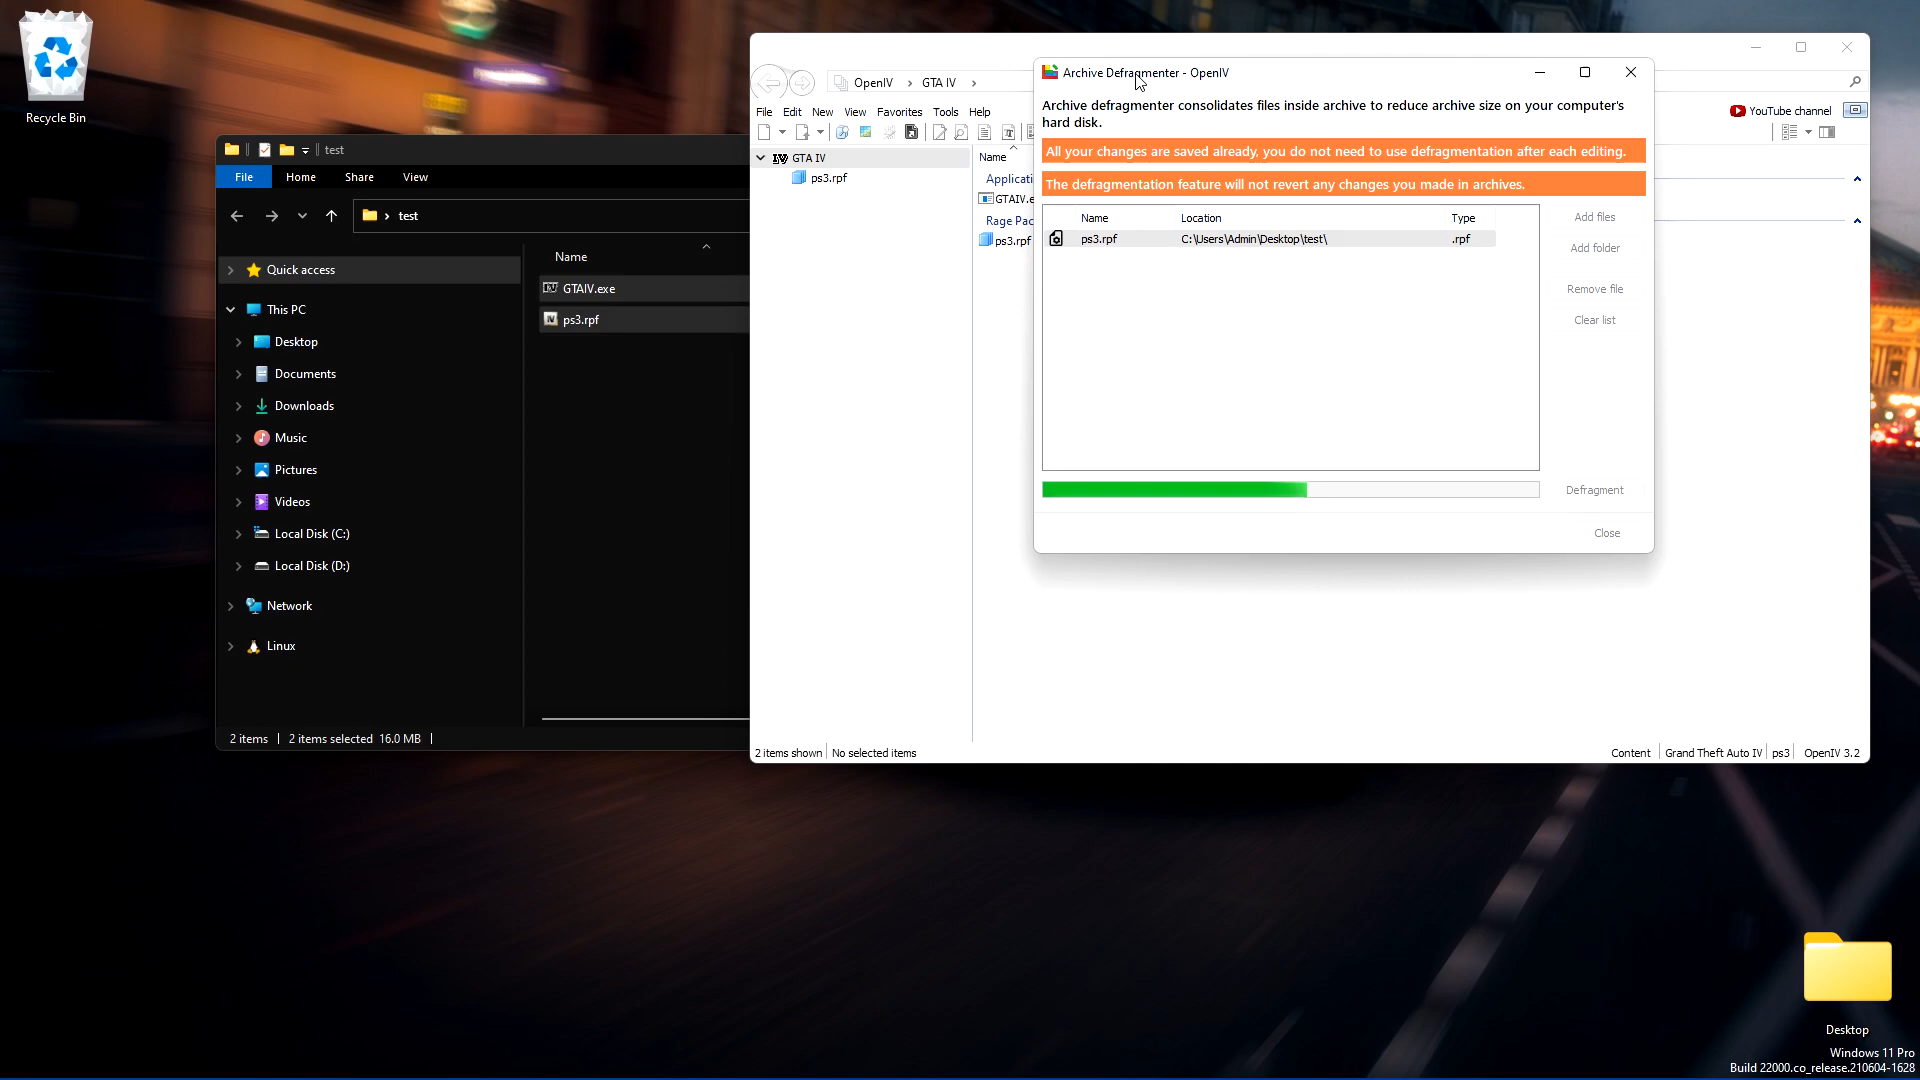 Recycle Bin
test
File
Home
Share
View
test
Name
Quick access
GTAIV.exe
This PC
ps3.rpf
Desktop
Documents
Downloads
Music
Pictures
Videos
Local Disk (C:)
Local Disk (D:)
Network
Linux
2 items
2 items selected 16.0 MB
OpenIV
GTA IV
File Edit New View Favorites Tools Help
YouTube channel
GTA IV
ps3.rpf
Name
GTAIV.e
Rage Pac
ps3.rpf
2 items shown
No selected items
Content
Grand Theft Auto IV
ps3
OpenIV 3.2
Archive Defragmenter - OpenIV
Archive defragmenter consolidates files inside archive to reduce archive size on your computer's
hard disk.
All your changes are saved already, you do not need to use defragmentation after each editing.
The defragmentation feature will not revert any changes you made in archives.
Name Location Type
ps3.rpf C:\Users\Admin\Desktop\test\ .rpf
Add files
Add folder
Remove file
Clear list
Defragment
Close
Desktop
Windows 11 Pro
Build 22000.co_release.210604-1628